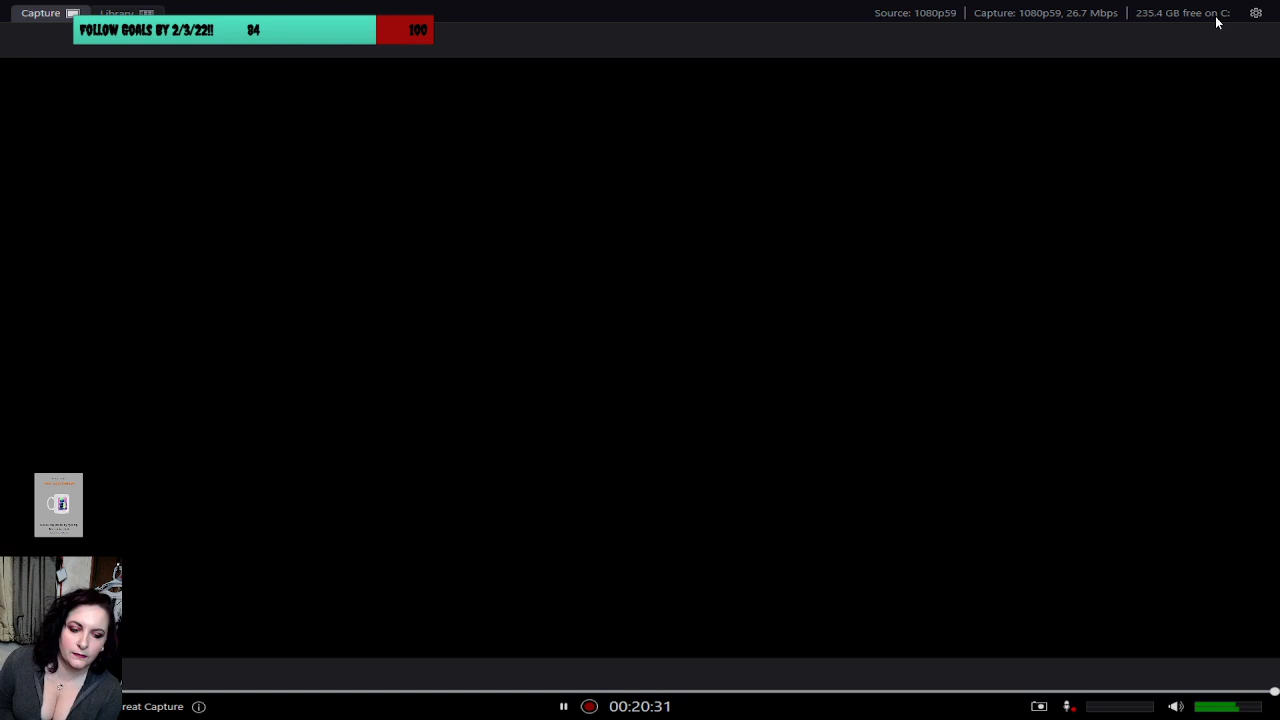 Capture
Library
Source: 1080p59
Capture: 1080p59, 26.7 Mbps
235.4 GB free on C:
FOLLOW GOALS BY 2/3/22!! 84 100
reat Capture
00:20:31